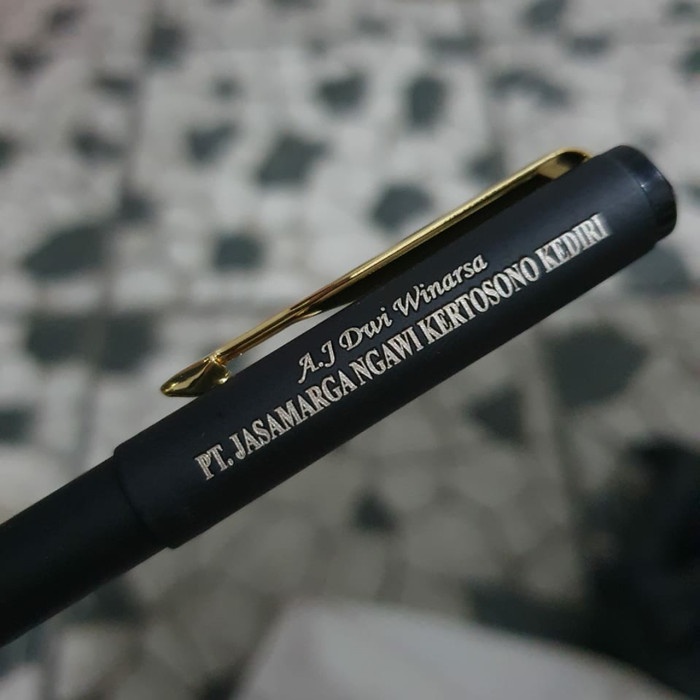 A.J Dwi Winarsa
PT. JASAMARGA NGAWI KERTOSONO KEDIRI